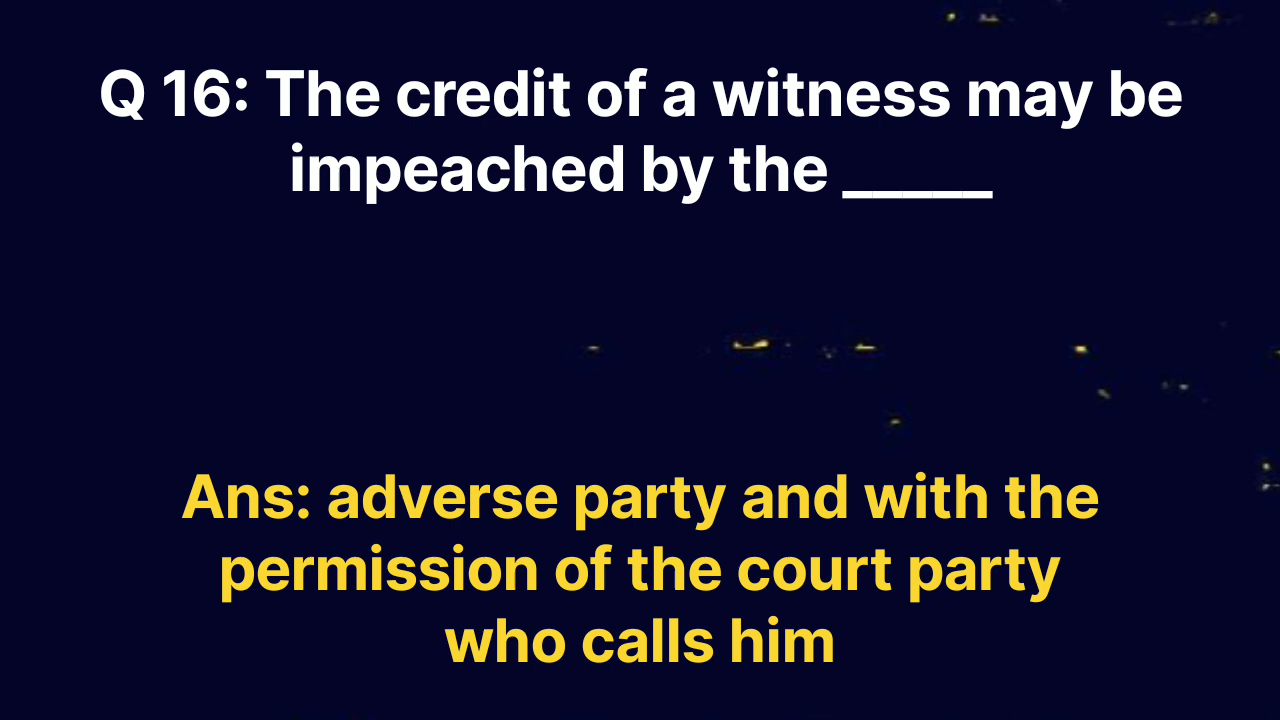 Q 16: The credit of a witness may be
impeached by the _____
Ans: adverse party and with the
permission of the court party
who calls him